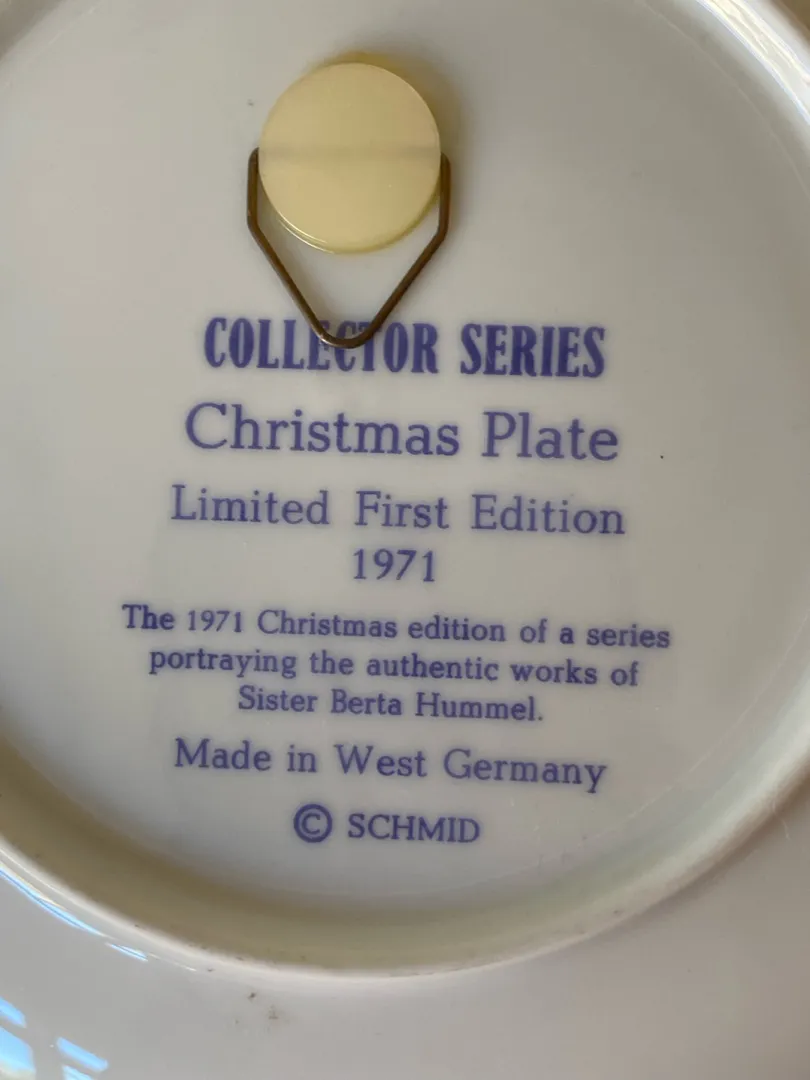 COLLECTOR SERIES
Christmas Plate
Limited First Edition
1971
The 1971 Christmas edition of a series
portraying the authentic works of
Sister Berta Hummel.
Made in West Germany
© SCHMID